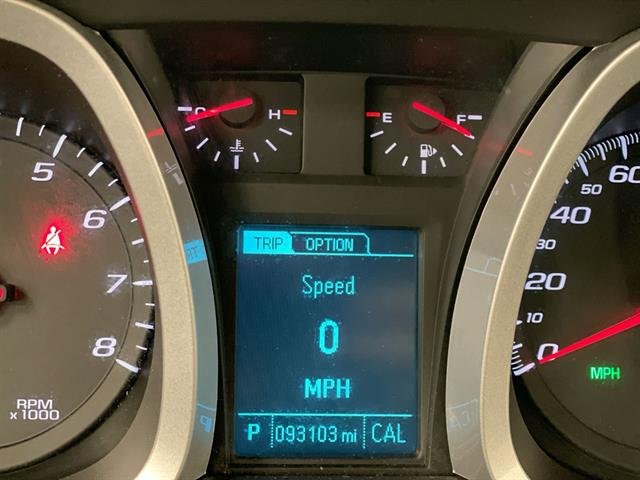 C H
E F
5
6
7
8
RPM
x 1000
TRIP OPTION
Speed
0
MPH
P 093103 mi CAL
60
50
40
30
20
10
0
MPH